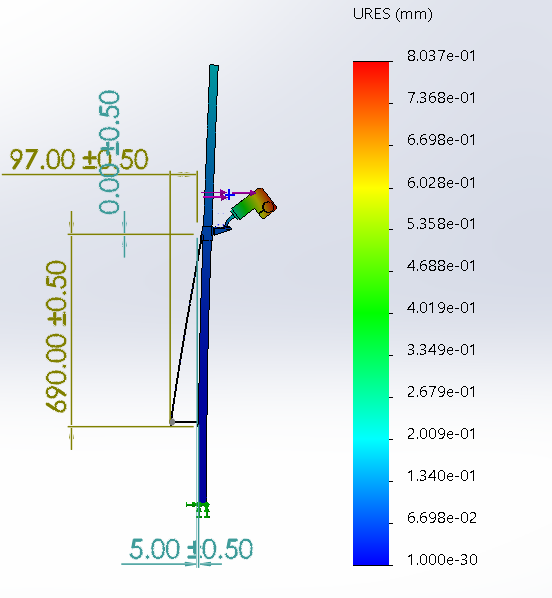 URES (mm)
8.037e-01
7.368e-01
6.698e-01
6.028e-01
5.358e-01
4.688e-01
4.019e-01
3.349e-01
2.679e-01
2.009e-01
1.340e-01
6.698e-02
1.000e-30
0.00 ±0.50
97.00 ±0.50
690.00 ±0.50
5.00 ±0.50